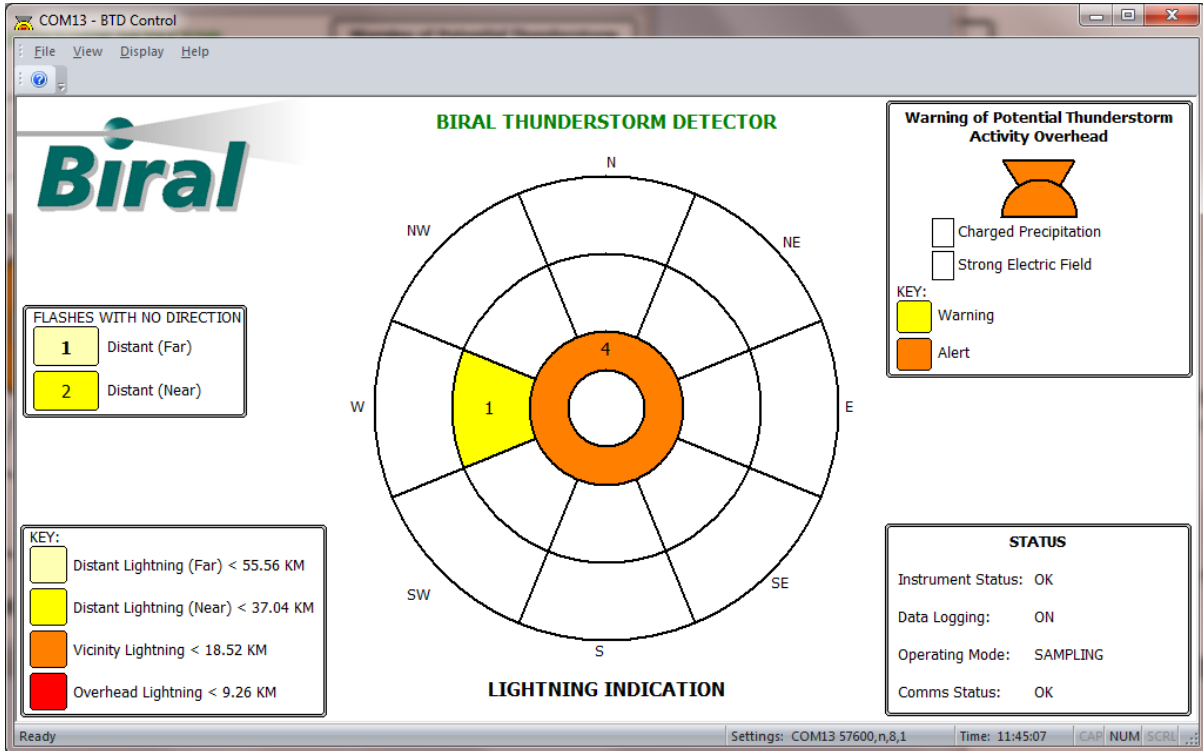 COM13 - BTD Control
File View Display Help
Biral
BIRAL THUNDERSTORM DETECTOR
N
NW
NE
W
E
SW
SE
S
4
1
LIGHTNING INDICATION
FLASHES WITH NO DIRECTION
1 Distant (Far)
2 Distant (Near)
KEY:
Distant Lightning (Far) < 55.56 KM
Distant Lightning (Near) < 37.04 KM
Vicinity Lightning < 18.52 KM
Overhead Lightning < 9.26 KM
Warning of Potential Thunderstorm
Activity Overhead
Charged Precipitation
Strong Electric Field
KEY:
Warning
Alert
STATUS
Instrument Status: OK
Data Logging: ON
Operating Mode: SAMPLING
Comms Status: OK
Ready
Settings: COM13 57600,n,8,1
Time: 11:45:07
CAP NUM SCRL